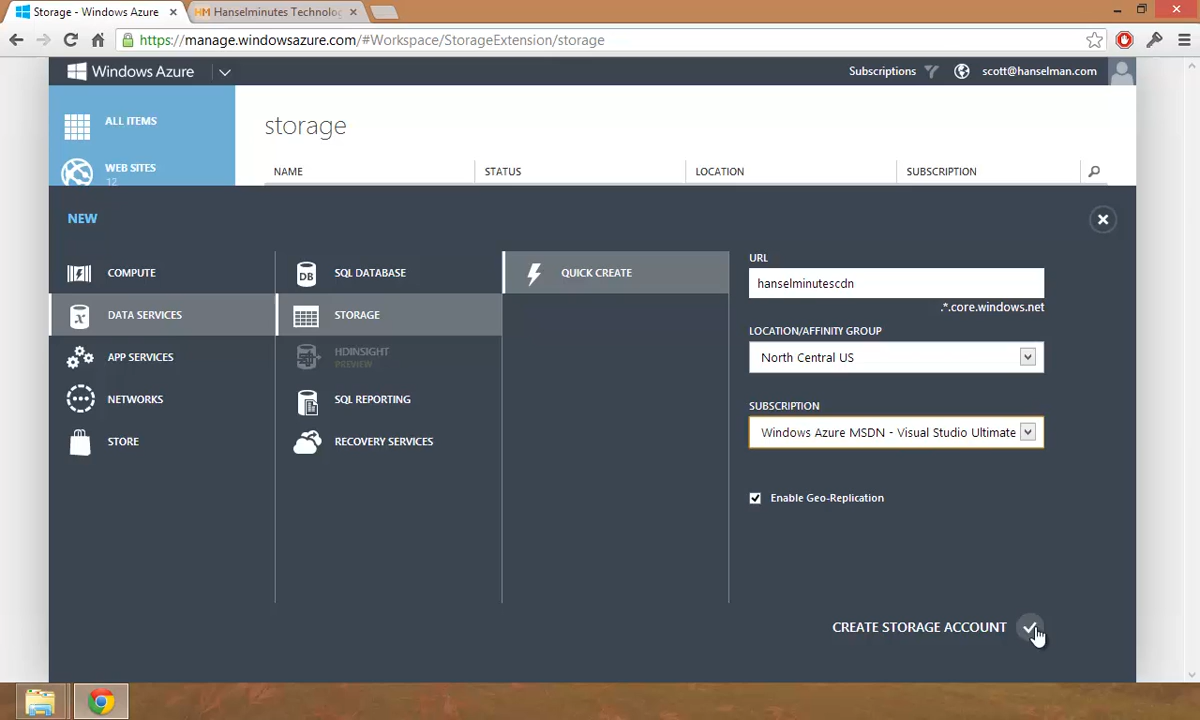 Storage - Windows Azure
Hanselminutes Technolog
https://manage.windowsazure.com/#Workspace/StorageExtension/storage
Windows Azure
Subscriptions
scott@hanselman.com
ALL ITEMS
WEB SITES
12
storage
NAME
STATUS
LOCATION
SUBSCRIPTION
NEW
COMPUTE
DATA SERVICES
APP SERVICES
NETWORKS
STORE
DB
SQL DATABASE
STORAGE
HDINSIGHT
PREVIEW
SQL REPORTING
RECOVERY SERVICES
QUICK CREATE
URL
hanselminutescdn
.*.core.windows.net
LOCATION/AFFINITY GROUP
North Central US
SUBSCRIPTION
Windows Azure MSDN - Visual Studio Ultimate
Enable Geo-Replication
CREATE STORAGE ACCOUNT